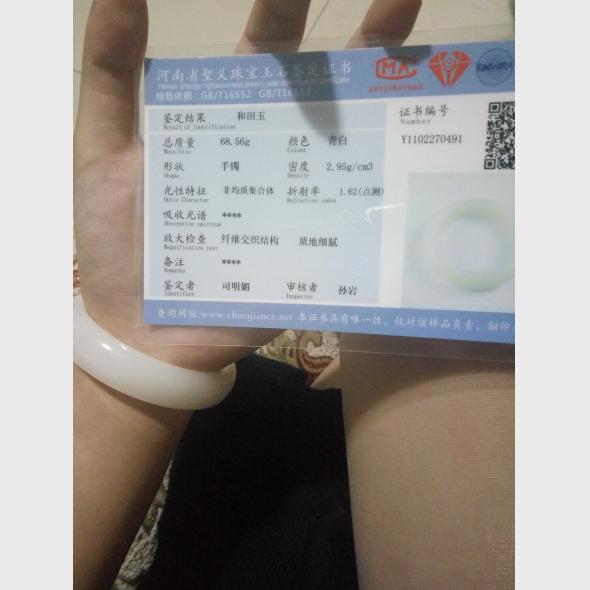 河南省聖义珠宝玉石鉴定证书
Henan shengyi righteousness jewelry jade identification certificate
检验依据: GB/T16552 GB/T16553
MA
鉴定结果 和田玉
Result of identification
总质量 68.56g 颜色 青白
Mass/Size Colour
形状 手镯 密度 2.95g/cm3
Shape Density
光性特征 非均质集合体 折射率 1.62(点测)
Optic Character Refractive index
吸收光谱 ****
Absorption spectrum
放大检查 纤维交织结构 质地细腻
Magnification test
备注 ****
Remarks
鉴定者 司明媚 审核者 孙岩
Identifier Inspecter
证书编号
Number
Y1102270491
查询网址:www.chinajiance.net 本证书具有唯一性,仅对彼样品负责、翻印